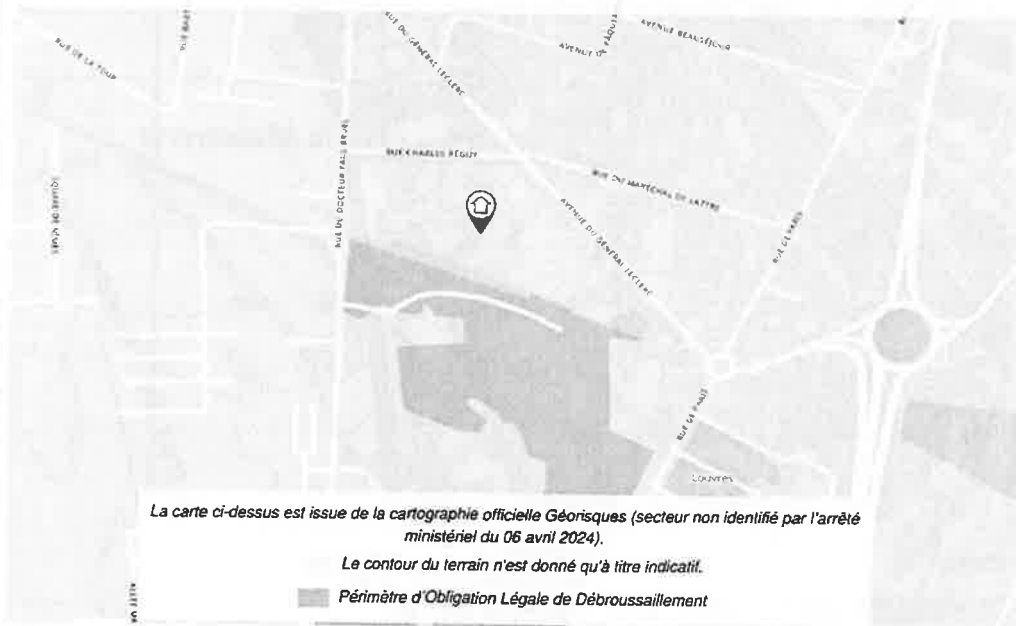 RUE DE LA TOUR
RUE DU GÉNÉRAL LECLERC
AVENUE DE PÂQUES
AVENUE BEAUSÉJOUR
RUE DU DOCTEUR PAUL BRUEL
RUE CHARLES PÉGUY
RUE DU MARÉCHAL DE LATTRE
AVENUE DU GÉNÉRAL LECLERC
RUE DE PARIS
RUE DE PARIS
Louvres
La carte ci-dessus est issue de la cartographie officielle Géorisques (secteur non identifié par l'arrêté
ministériel du 06 avril 2024).
Le contour du terrain n'est donné qu'à titre indicatif.
Périmètre d'Obligation Légale de Débroussaillement